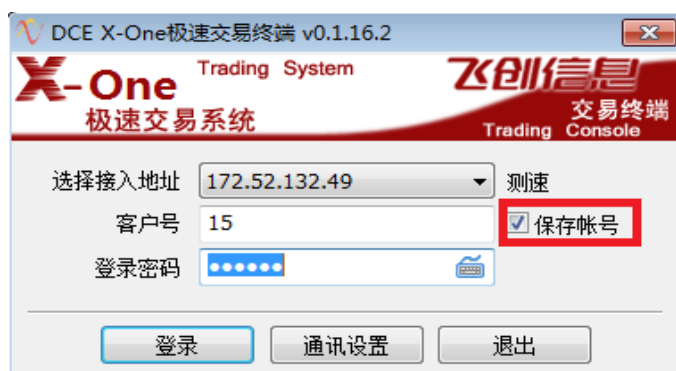 DCE X-One极速交易终端 v0.1.16.2
X-One Trading System
极速交易系统
飞创信息
交易终端
Trading Console
选择接入地址 172.52.132.49 测速
客户号 15 保存帐号
登录密码 ●●●●●●
登录 通讯设置 退出